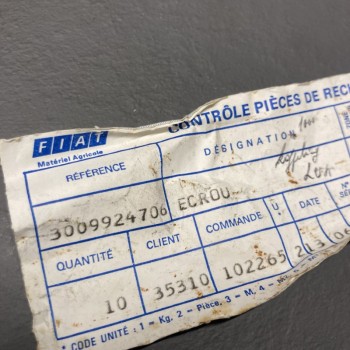 FIAT
CONTRÔLE PIÈCES DE REC
Matériel Agricole
RÉFÉRENCE
DÉSIGNATION
3009924706
ECROU
QUANTITÉ
CLIENT
COMMANDE
U
DATE
N°
10
35310
102265
213
* CODE UNITÉ : 1 - Kg. 2 - Pièce, 3 - M. 4 -